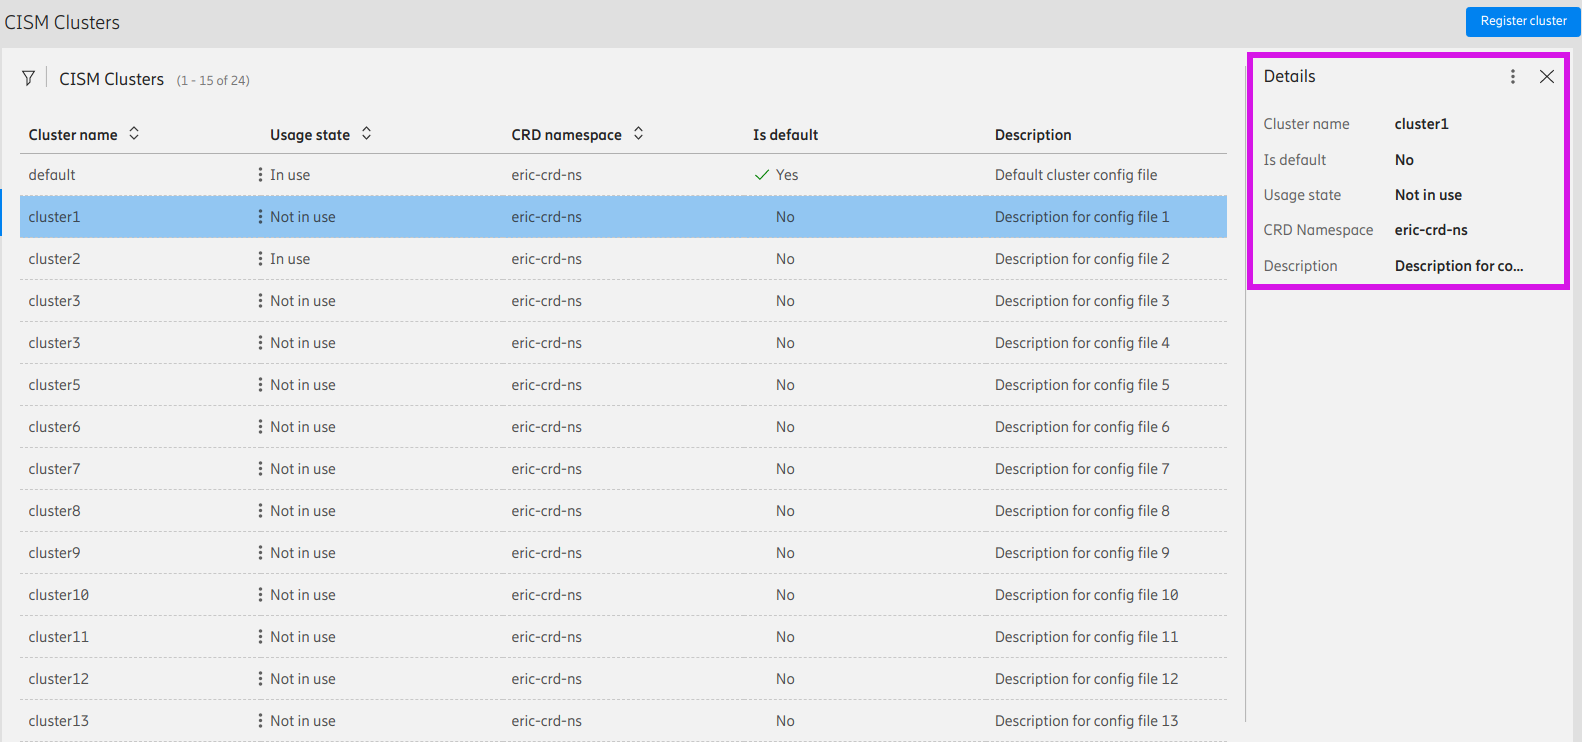 CISM Clusters
Register cluster
CISM Clusters (1 - 15 of 24)
Cluster name Usage state CRD namespace Is default Description
default In use eric-crd-ns Yes Default cluster config file
cluster1 Not in use eric-crd-ns No Description for config file 1
cluster2 In use eric-crd-ns No Description for config file 2
cluster3 Not in use eric-crd-ns No Description for config file 3
cluster3 Not in use eric-crd-ns No Description for config file 4
cluster5 Not in use eric-crd-ns No Description for config file 5
cluster6 Not in use eric-crd-ns No Description for config file 6
cluster7 Not in use eric-crd-ns No Description for config file 7
cluster8 Not in use eric-crd-ns No Description for config file 8
cluster9 Not in use eric-crd-ns No Description for config file 9
cluster10 Not in use eric-crd-ns No Description for config file 10
cluster11 Not in use eric-crd-ns No Description for config file 11
cluster12 Not in use eric-crd-ns No Description for config file 12
cluster13 Not in use eric-crd-ns No Description for config file 13
Details
Cluster name cluster1
Is default No
Usage state Not in use
CRD Namespace eric-crd-ns
Description Description for co...